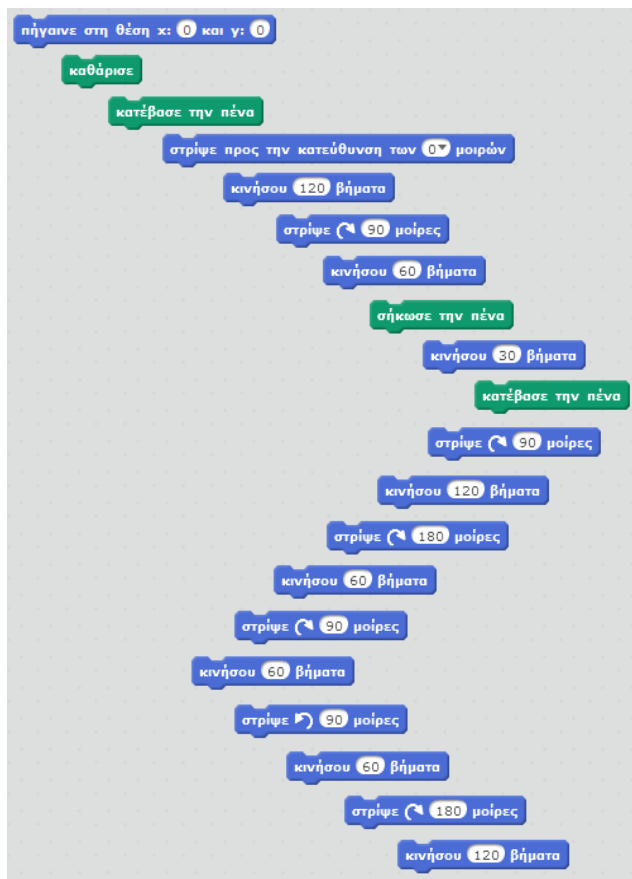 πήγαινε στη θέση x: 0 και y: 0
καθάρισε
κατέβασε την πένα
στρίψε προς την κατεύθυνση των 0 μοιρών
κινήσου 120 βήματα
στρίψε 90 μοίρες
κινήσου 60 βήματα
σήκωσε την πένα
κινήσου 30 βήματα
κατέβασε την πένα
στρίψε 90 μοίρες
κινήσου 120 βήματα
στρίψε 180 μοίρες
κινήσου 60 βήματα
στρίψε 90 μοίρες
κινήσου 60 βήματα
στρίψε 90 μοίρες
κινήσου 60 βήματα
στρίψε 180 μοίρες
κινήσου 120 βήματα